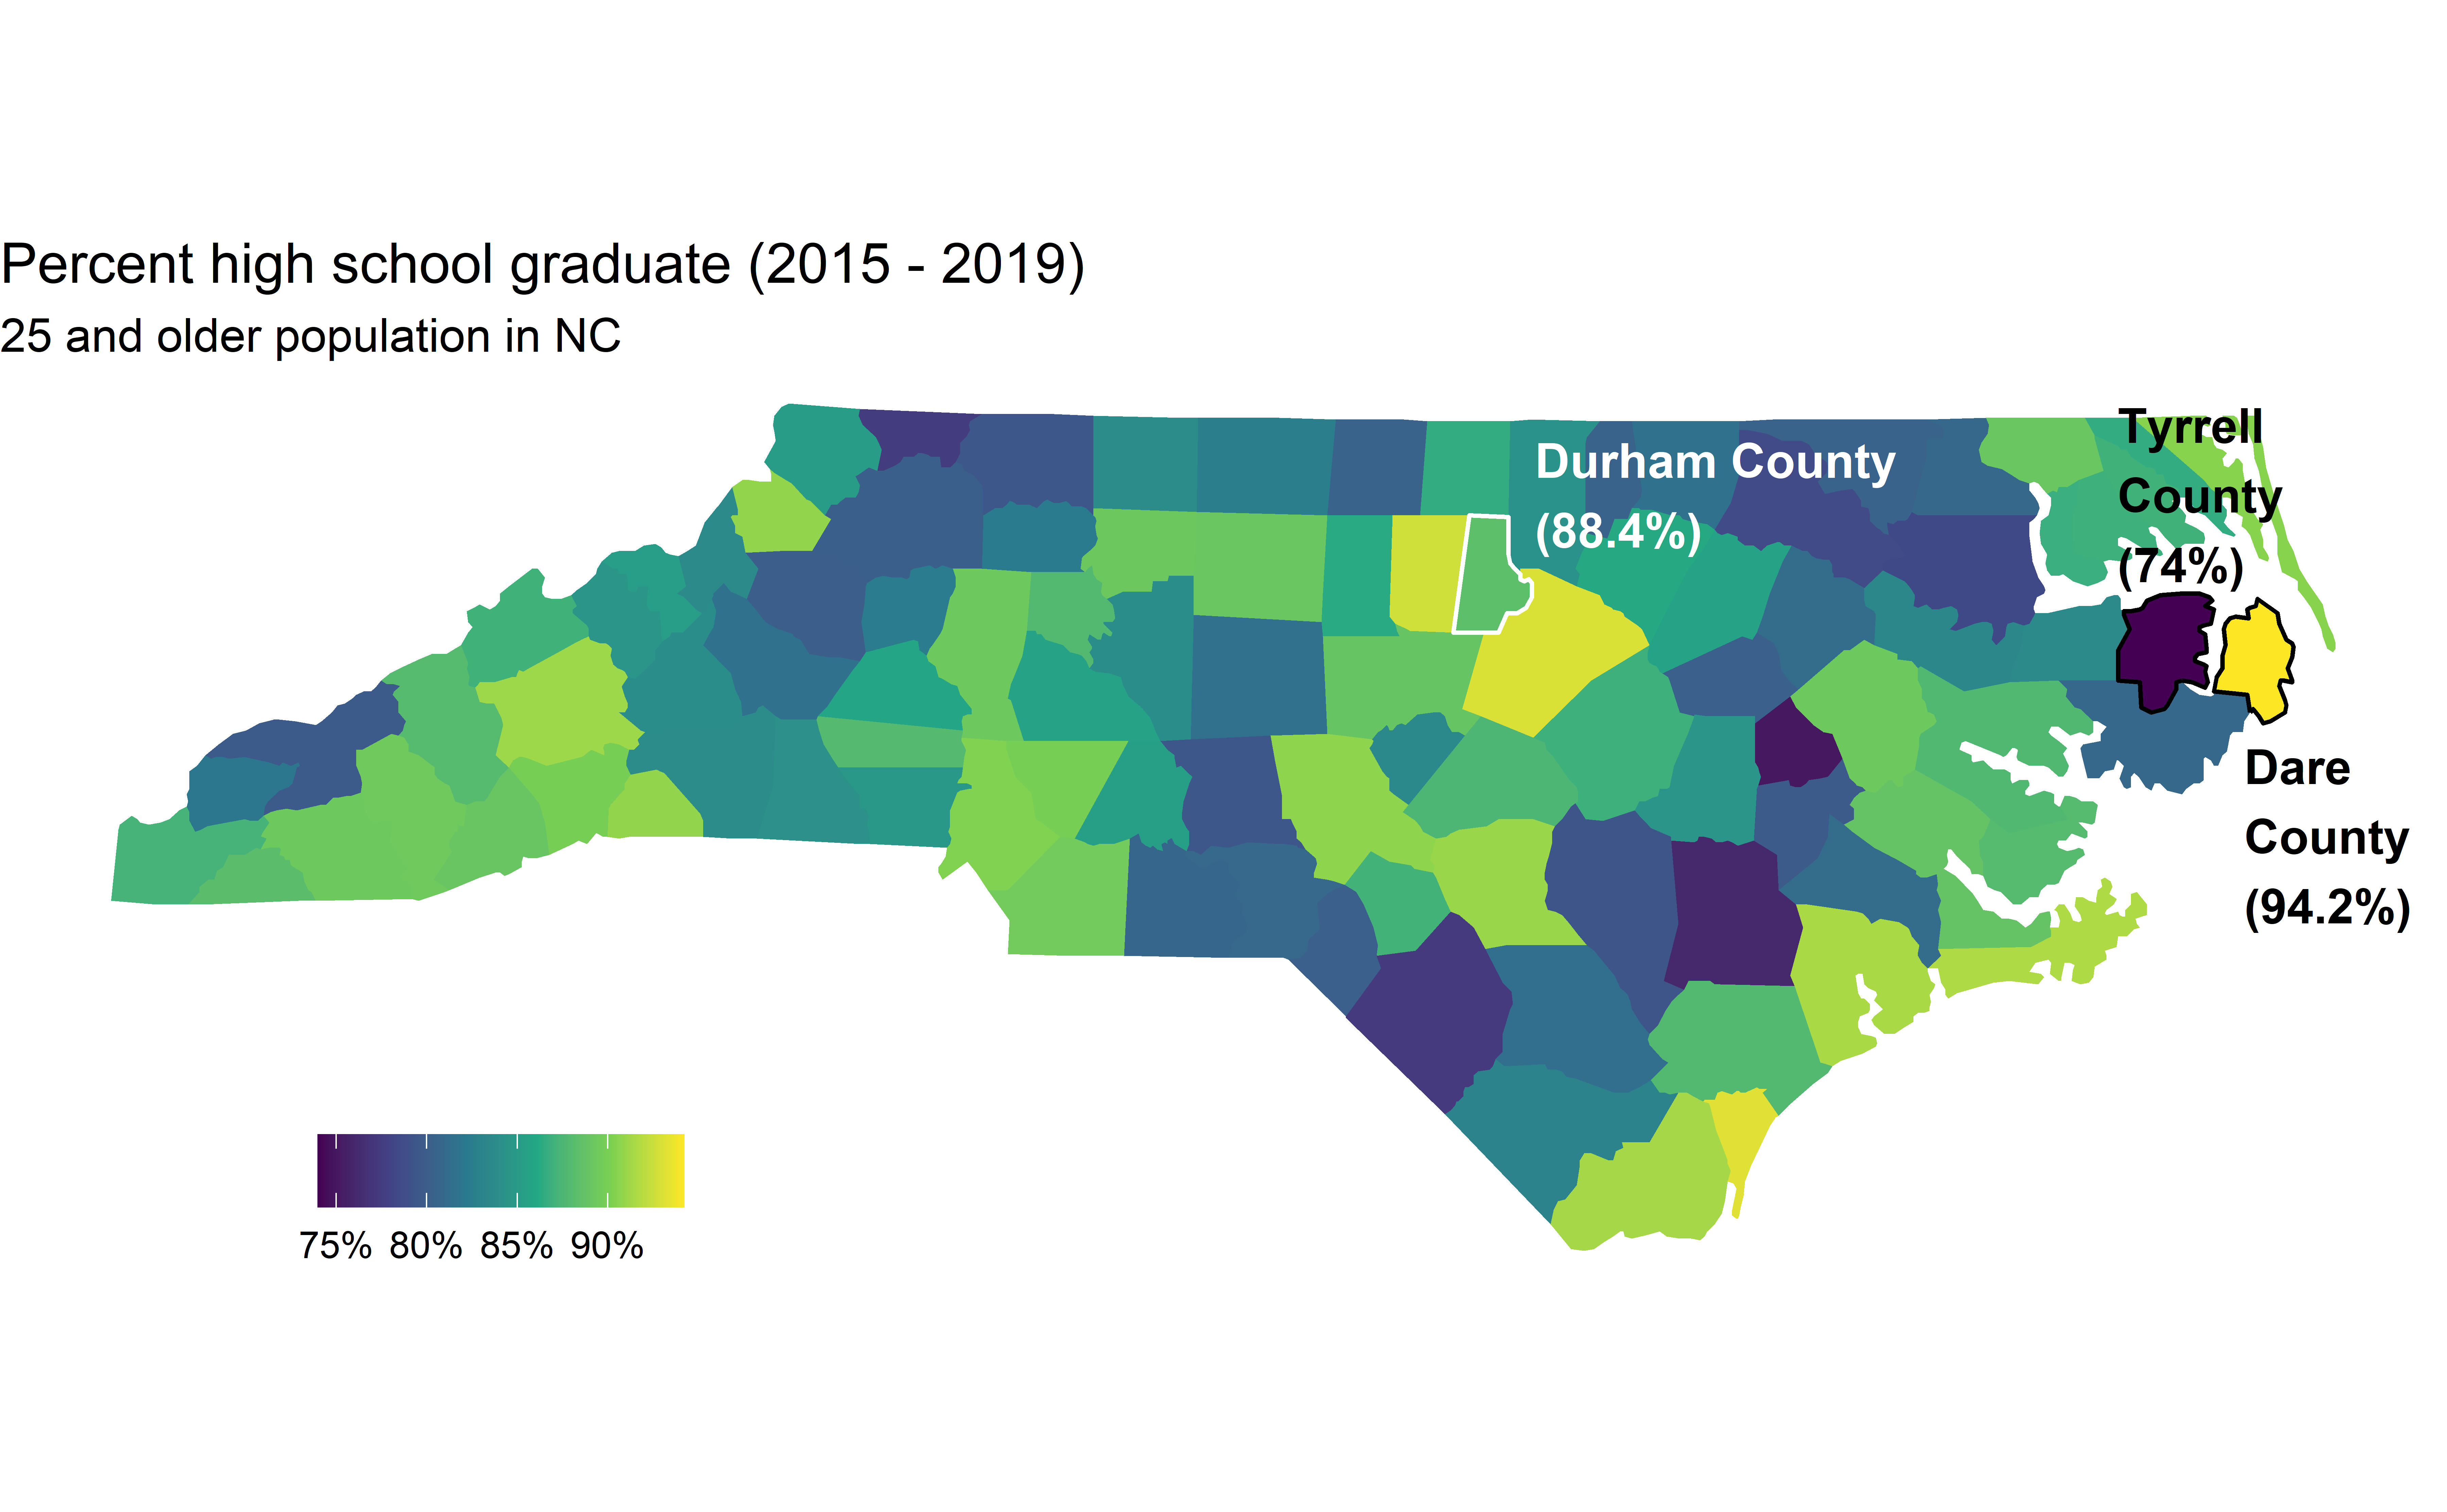 Percent high school graduate (2015 - 2019)
25 and older population in NC
Tyrrell
County
(74%)
Durham County
(88.4%)
Dare
County
(94.2%)
75% 80% 85% 90%